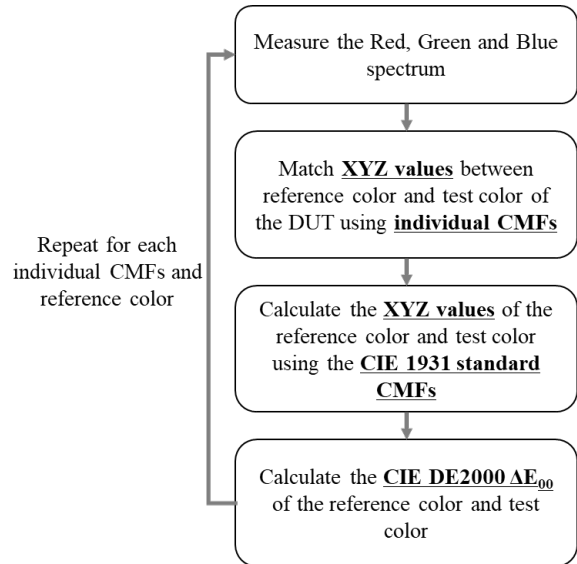 Measure the Red, Green and Blue
spectrum
Match XYZ values between
reference color and test color of
the DUT using individual CMFs
Repeat for each
individual CMFs and
reference color
Calculate the XYZ values of the
reference color and test color
using the CIE 1931 standard
CMFs
Calculate the CIE DE2000 ΔE00
of the reference color and test
color